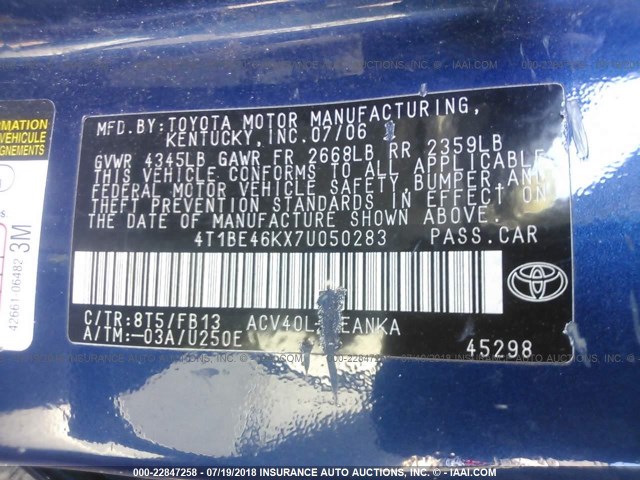 MFD.BY:TOYOTA MOTOR MANUFACTURING,
KENTUCKY,INC.07/06
GVWR 4345LB GAWR FR 2668LB RR 2359LB
THIS VEHICLE CONFORMS TO ALL APPLICABLE
FEDERAL MOTOR VEHICLE SAFETY,BUMPER AND
THEFT PREVENTION STANDARDS IN EFFECT ON
THE DATE OF MANUFACTURE SHOWN ABOVE.
4T1BE46KX7U050283 PASS.CAR
C/TR:8T5/FB13 ACV40L-
A/TM:-03A/U250E 45298
TOYOTA
42661-06482 3M
000-22847258 - 07/19/2018 INSURANCE AUTO AUCTIONS, INC. - © IAAI.COM